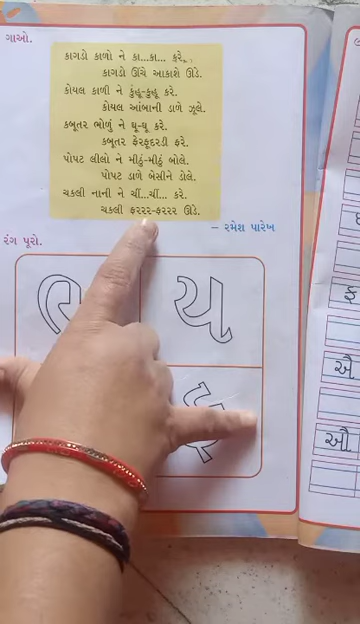 ગાઓ.
કાગડો કાળો ને કા...કા... કરે.
કાગડો ઊંચે આકાશે ઊડે.
કોયલ કાળી ને કુંહૂ-કુંહૂ કરે.
કોયલ આંબાની ડાળે ઝૂલે.
કબૂતર ભોળું ને ઘૂ-ઘૂ કરે.
કબૂતર ફેરફૂદરડી ફરે.
પોપટ લીલો ને મીઠું-મીઠું બોલે.
પોપટ ડાળે બેસીને ડોલે.
ચકલી નાની ને ચીં...ચીં... કરે.
ચકલી ફરરર-ફરરર ઊડે.
– રમેશ પારેખ
રંગ પૂરો.
ય
ઐ
ઔ